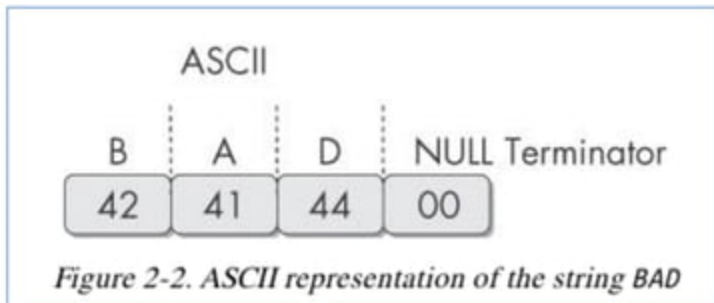 ASCII
B A D NULL Terminator
42 41 44 00
Figure 2-2. ASCII representation of the string BAD